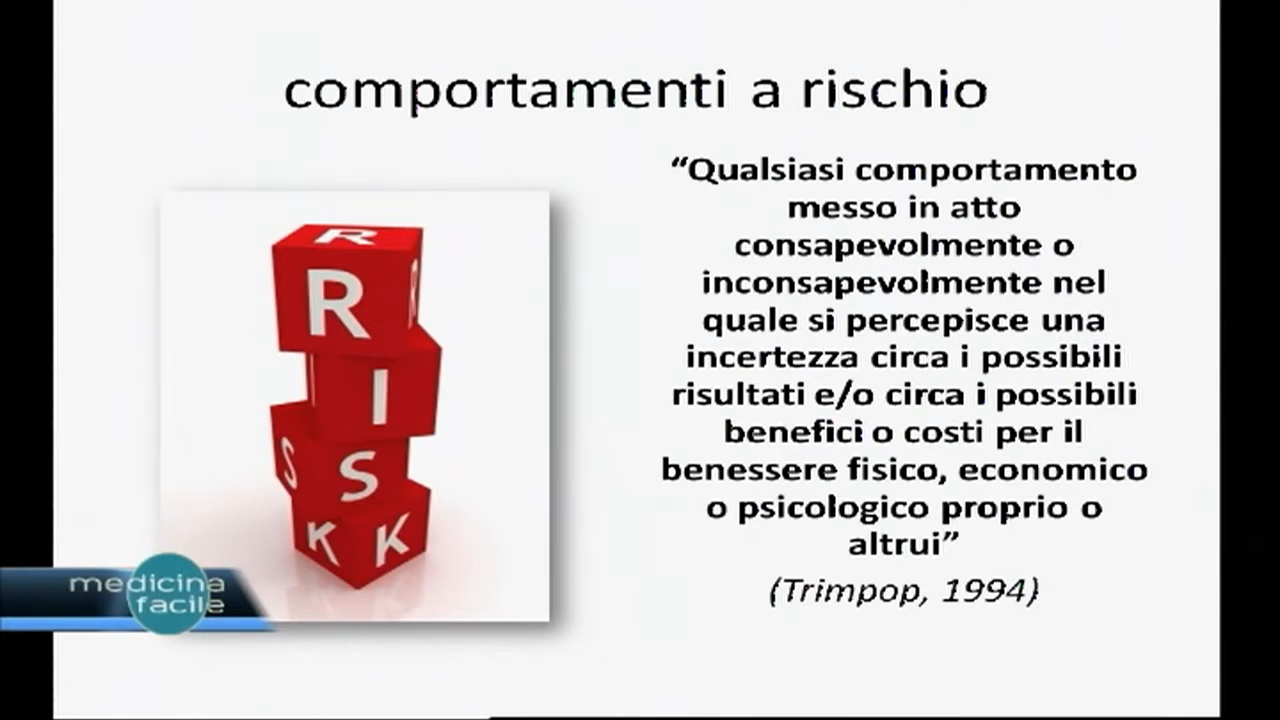 comportamenti a rischio
“Qualsiasi comportamento
messo in atto
consapevolmente o
inconsapevolmente nel
quale si percepisce una
incertezza circa i possibili
risultati e/o circa i possibili
benefici o costi per il
benessere fisico, economico
o psicologico proprio o
altrui”
(Trimpop, 1994)
R
R R
I
S S
K K
medicina
facile